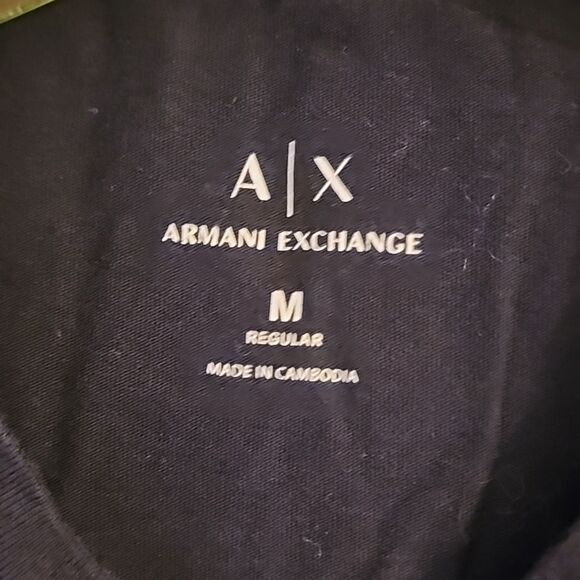 A|X
ARMANI EXCHANGE
M
REGULAR
MADE IN CAMBODIA